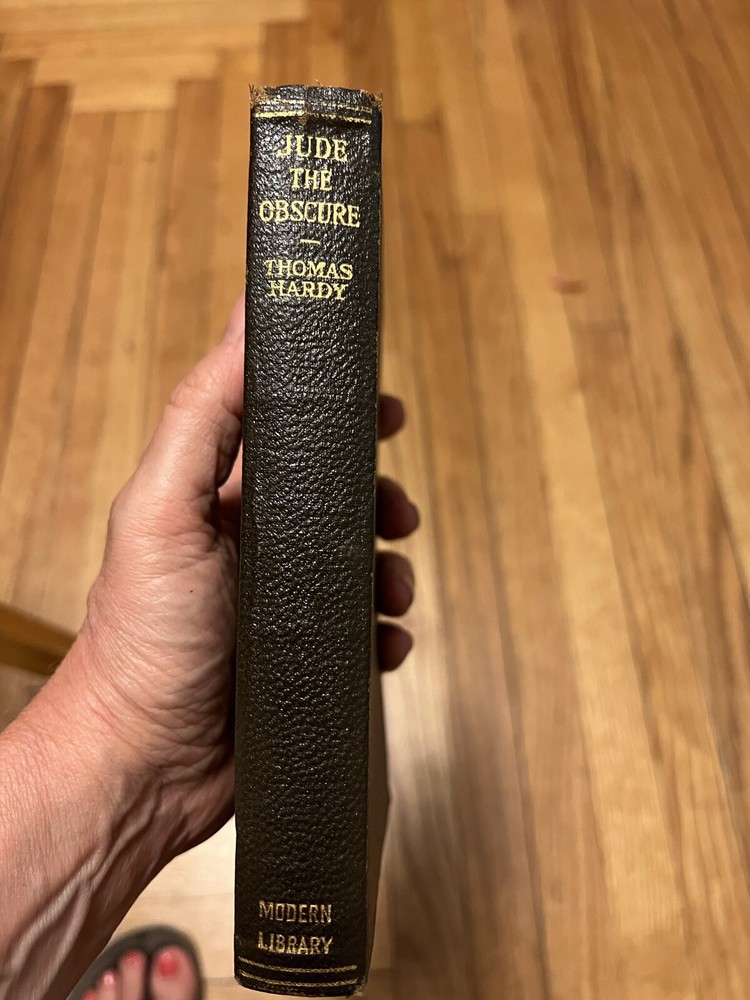 JUDE
THE
OBSCURE
THOMAS
HARDY
MODERN
LIBRARY